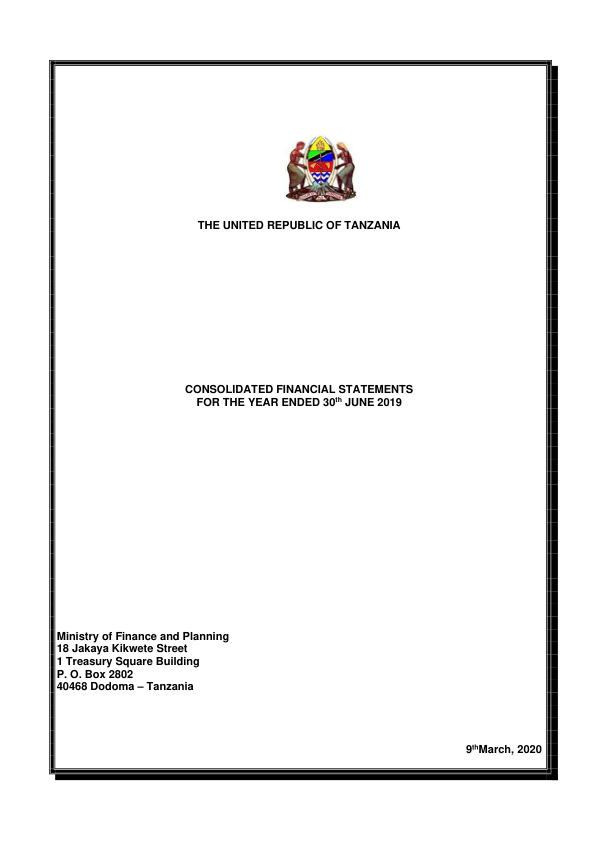 THE UNITED REPUBLIC OF TANZANIA
CONSOLIDATED FINANCIAL STATEMENTS
FOR THE YEAR ENDED 30th JUNE 2019
Ministry of Finance and Planning
18 Jakaya Kikwete Street
1 Treasury Square Building
P. O. Box 2802
40468 Dodoma – Tanzania
9thMarch, 2020